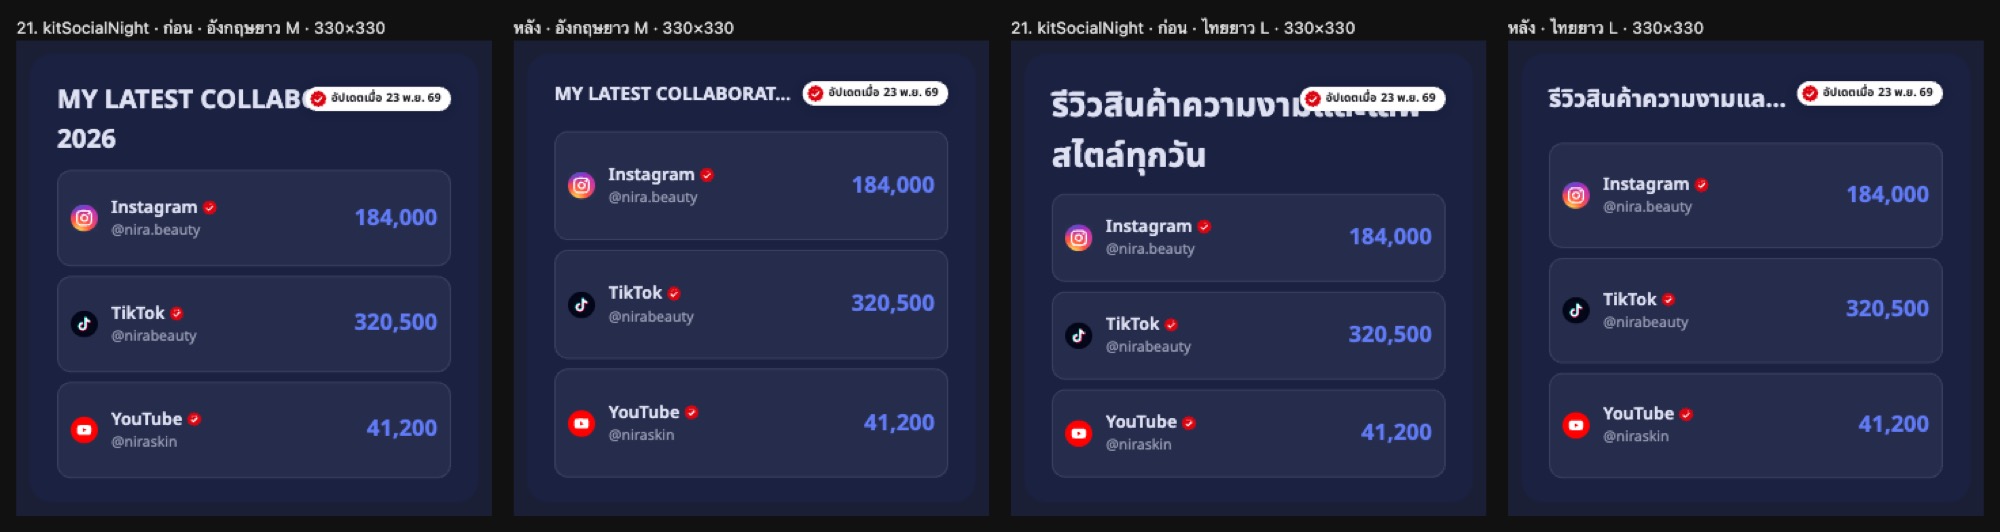 21. kitSocialNight · ก่อน · อังกฤษยาว M · 330×330
MY LATEST COLLAB
อัปเดตเมื่อ 23 พ.ย. 69
2026
Instagram
@nira.beauty
184,000
TikTok
@nirabeauty
320,500
YouTube
@niraskin
41,200
หลัง · อังกฤษยาว M · 330×330
MY LATEST COLLABORAT...
อัปเดตเมื่อ 23 พ.ย. 69
Instagram
@nira.beauty
184,000
TikTok
@nirabeauty
320,500
YouTube
@niraskin
41,200
21. kitSocialNight · ก่อน · ไทยยาว L · 330×330
รีวิวสินค้าความงาม
อัปเดตเมื่อ 23 พ.ย. 69
สไตล์ทุกวัน
Instagram
@nira.beauty
184,000
TikTok
@nirabeauty
320,500
YouTube
@niraskin
41,200
หลัง · ไทยยาว L · 330×330
รีวิวสินค้าความงามแล...
อัปเดตเมื่อ 23 พ.ย. 69
Instagram
@nira.beauty
184,000
TikTok
@nirabeauty
320,500
YouTube
@niraskin
41,200